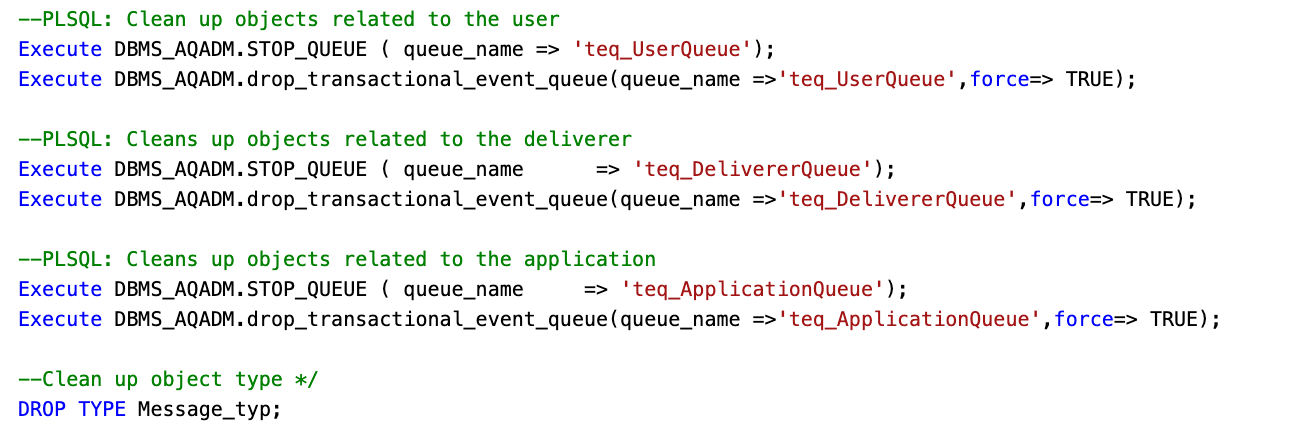 --PLSQL: Clean up objects related to the user
Execute DBMS_AQADM.STOP_QUEUE ( queue_name => 'teq_UserQueue');
Execute DBMS_AQADM.drop_transactional_event_queue(queue_name =>'teq_UserQueue',force=> TRUE);

--PLSQL: Cleans up objects related to the deliverer
Execute DBMS_AQADM.STOP_QUEUE ( queue_name      => 'teq_DelivererQueue');
Execute DBMS_AQADM.drop_transactional_event_queue(queue_name =>'teq_DelivererQueue',force=> TRUE);

--PLSQL: Cleans up objects related to the application
Execute DBMS_AQADM.STOP_QUEUE ( queue_name     => 'teq_ApplicationQueue');
Execute DBMS_AQADM.drop_transactional_event_queue(queue_name =>'teq_ApplicationQueue',force=> TRUE);

--Clean up object type */
DROP TYPE Message_typ;